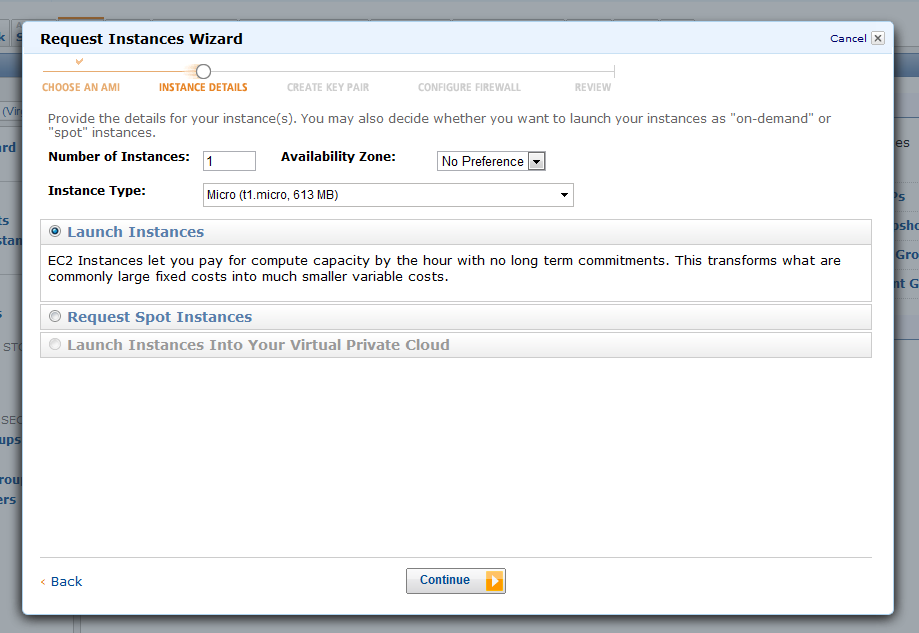 Request Instances Wizard
Cancel
CHOOSE AN AMI INSTANCE DETAILS CREATE KEY PAIR CONFIGURE FIREWALL REVIEW
Provide the details for your instance(s). You may also decide whether you want to launch your instances as "on-demand" or
"spot" instances.
Number of Instances: 1 Availability Zone: No Preference
Instance Type: Micro (t1.micro, 613 MB)
Launch Instances
EC2 Instances let you pay for compute capacity by the hour with no long term commitments. This transforms what are
commonly large fixed costs into much smaller variable costs.
Request Spot Instances
Launch Instances Into Your Virtual Private Cloud
< Back
Continue